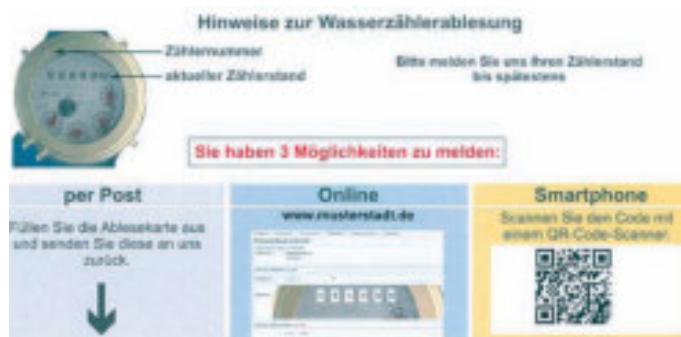 Hinweise zur Wasserzählerablesung
Zählernummer
aktueller Zählerstand
Bitte melden Sie uns Ihren Zählerstand
bis spätestens
Sie haben 3 Möglichkeiten zu melden:
per Post
Füllen Sie die Ablesekarte aus
und senden Sie diese an uns
zurück.
Online
www.musterstadt.de
Smartphone
Scannen Sie den Code mit
einem QR-Code-Scanner.